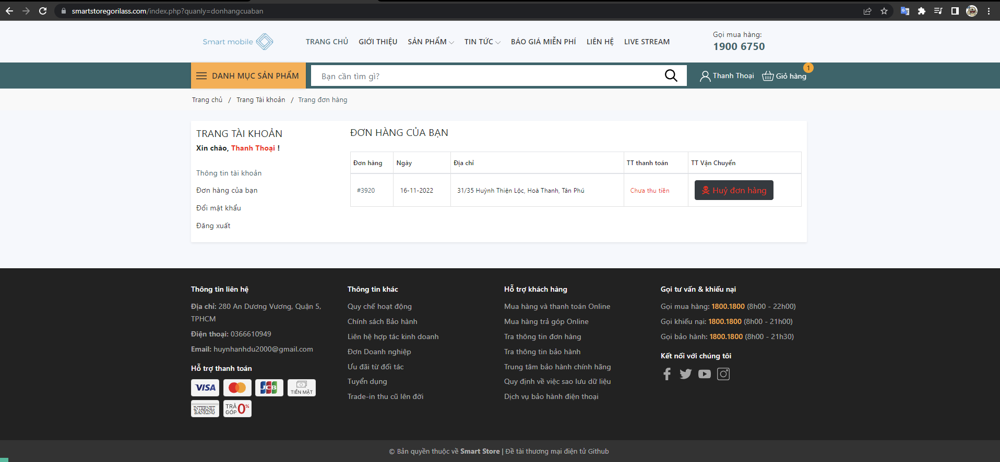 smartstoregorilass.com/index.php?quanly=donhangcuaban
Smart mobile
TRANG CHỦ GIỚI THIỆU SẢN PHẨM TIN TỨC BÁO GIÁ MIỄN PHÍ LIÊN HỆ LIVE STREAM
Gọi mua hàng:
1900 6750
DANH MỤC SẢN PHẨM
Bạn cần tìm gì?
Thanh Thoại
Giỏ hàng
1
Trang chủ / Trang Tài khoản / Trang đơn hàng
TRANG TÀI KHOẢN
Xin chào, Thanh Thoại !
Thông tin tài khoản
Đơn hàng của bạn
Đổi mật khẩu
Đăng xuất
ĐƠN HÀNG CỦA BẠN
Đơn hàng Ngày Địa chỉ TT thanh toán TT Vận Chuyển
#3920 16-11-2022 31/35 Huỳnh Thiện Lộc, Hoà Thanh, Tân Phú Chưa thu tiền Huỷ đơn hàng
Thông tin liên hệ
Địa chỉ: 280 An Dương Vương, Quận 5,
TPHCM
Điện thoại: 0366610949
Email: huynhanhdu2000@gmail.com
Hỗ trợ thanh toán
VISA
JCB
TIỀN MẶT
INTERNET
BANKING
TRẢ
GÓP 0%
Thông tin khác
Quy chế hoạt động
Chính sách Bảo hành
Liên hệ hợp tác kinh doanh
Đơn Doanh nghiệp
Ưu đãi từ đối tác
Tuyển dụng
Trade-in thu cũ lên đời
Hỗ trợ khách hàng
Mua hàng và thanh toán Online
Mua hàng trả góp Online
Tra thông tin đơn hàng
Tra thông tin bảo hành
Trung tâm bảo hành chính hãng
Quy định về việc sao lưu dữ liệu
Dịch vụ bảo hành điện thoại
Gọi tư vấn & khiếu nại
Gọi mua hàng: 1800.1800 (8h00 - 22h00)
Gọi khiếu nại: 1800.1800 (8h00 - 21h00)
Gọi bảo hành: 1800.1800 (8h00 - 21h30)
Kết nối với chúng tôi
© Bản quyền thuộc về Smart Store | Đề tài thương mại điện tử Github